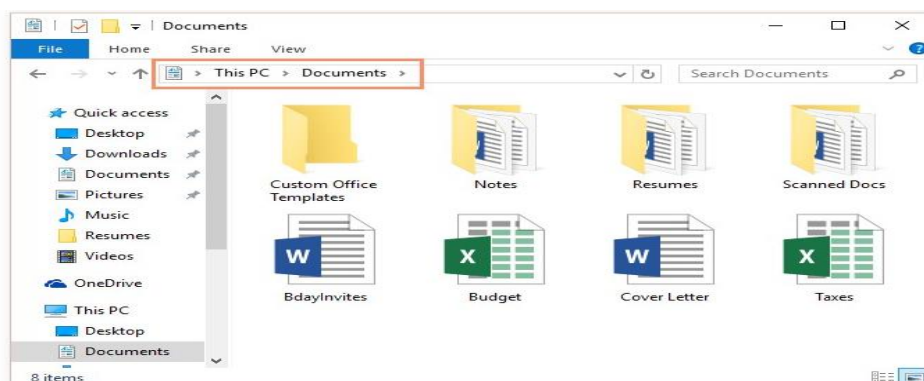 Documents
File Home Share View
This PC > Documents >
Search Documents
Quick access
Desktop
Downloads
Documents
Pictures
Music
Resumes
Videos
OneDrive
This PC
Desktop
Documents
8 items
Custom Office
Templates
Notes
Resumes
Scanned Docs
W
X
W
X
BdayInvites
Budget
Cover Letter
Taxes